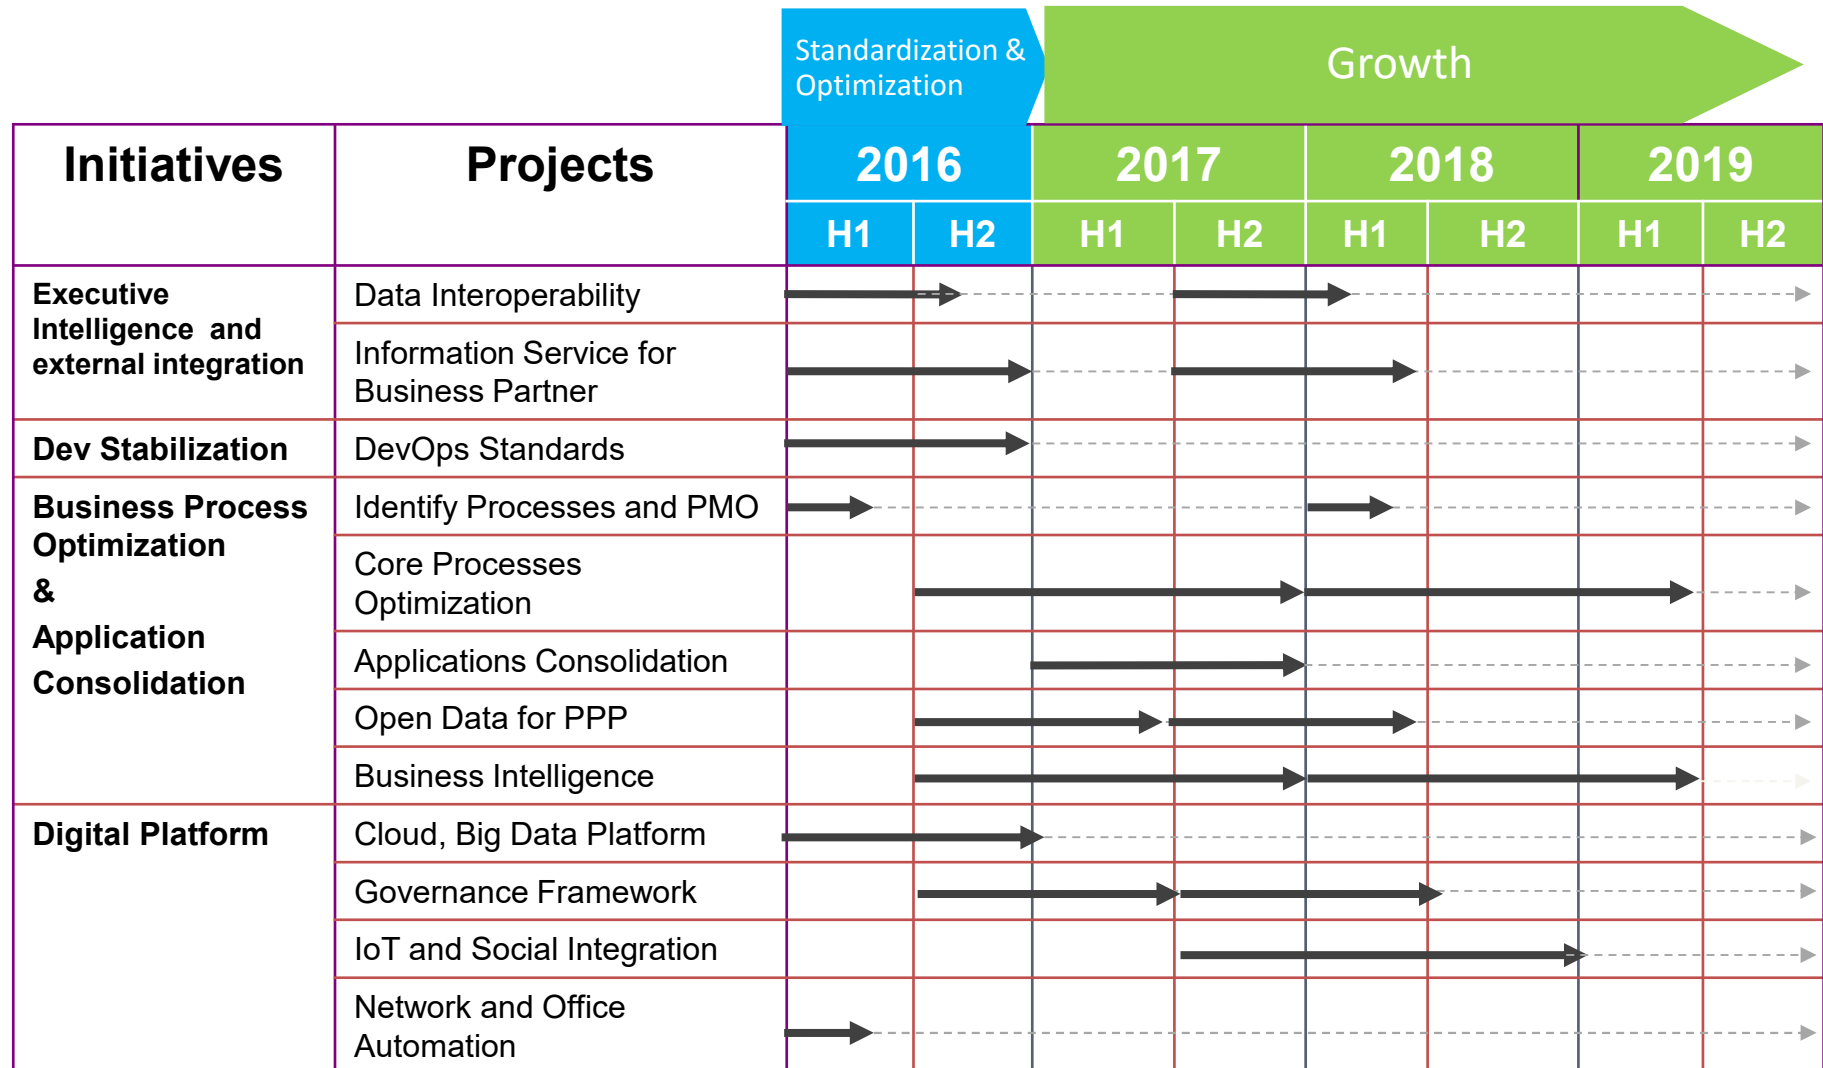 Standardization &
Optimization
Growth
Initiatives
Projects
2016
2017
2018
2019
H1
H2
H1
H2
H1
H2
H1
H2
Executive
Intelligence and
external integration
Data Interoperability
Information Service for
Business Partner
Dev Stabilization
DevOps Standards
Business Process
Optimization
&
Application
Consolidation
Identify Processes and PMO
Core Processes
Optimization
Applications Consolidation
Open Data for PPP
Business Intelligence
Digital Platform
Cloud, Big Data Platform
Governance Framework
IoT and Social Integration
Network and Office
Automation